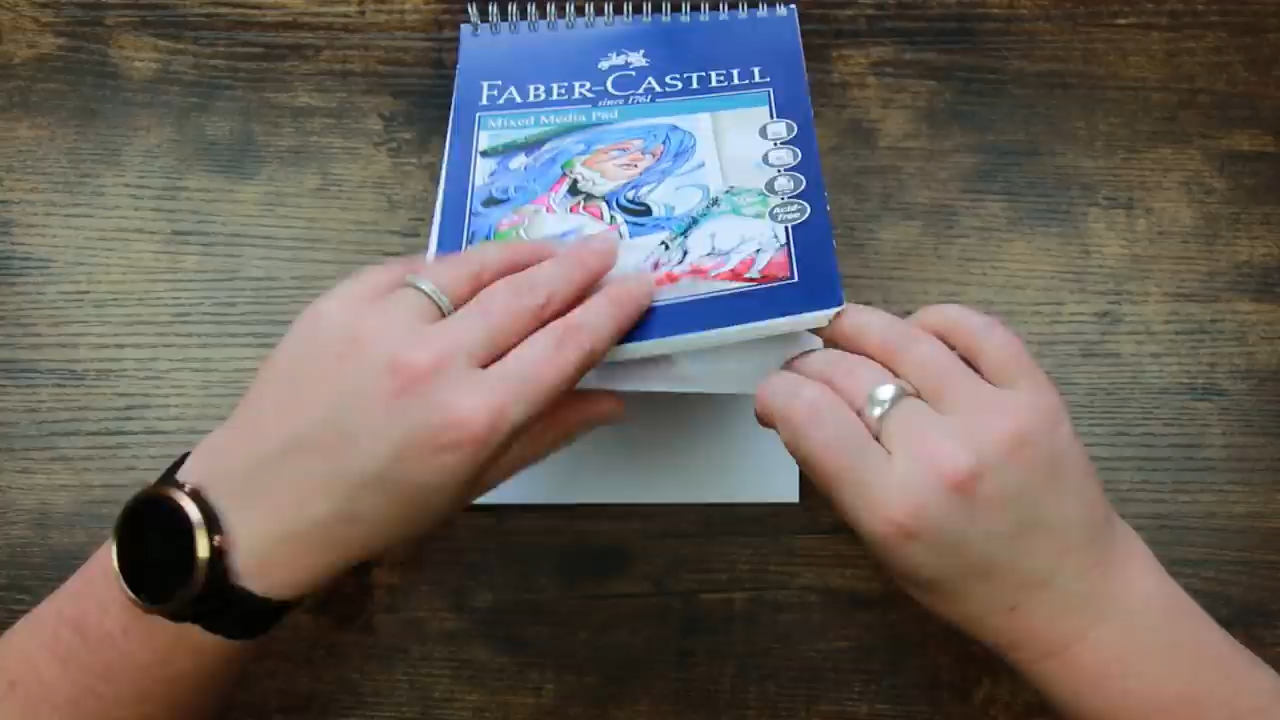 FABER-CASTELL
since 1761
Mixed Media Pad
Acid-
free